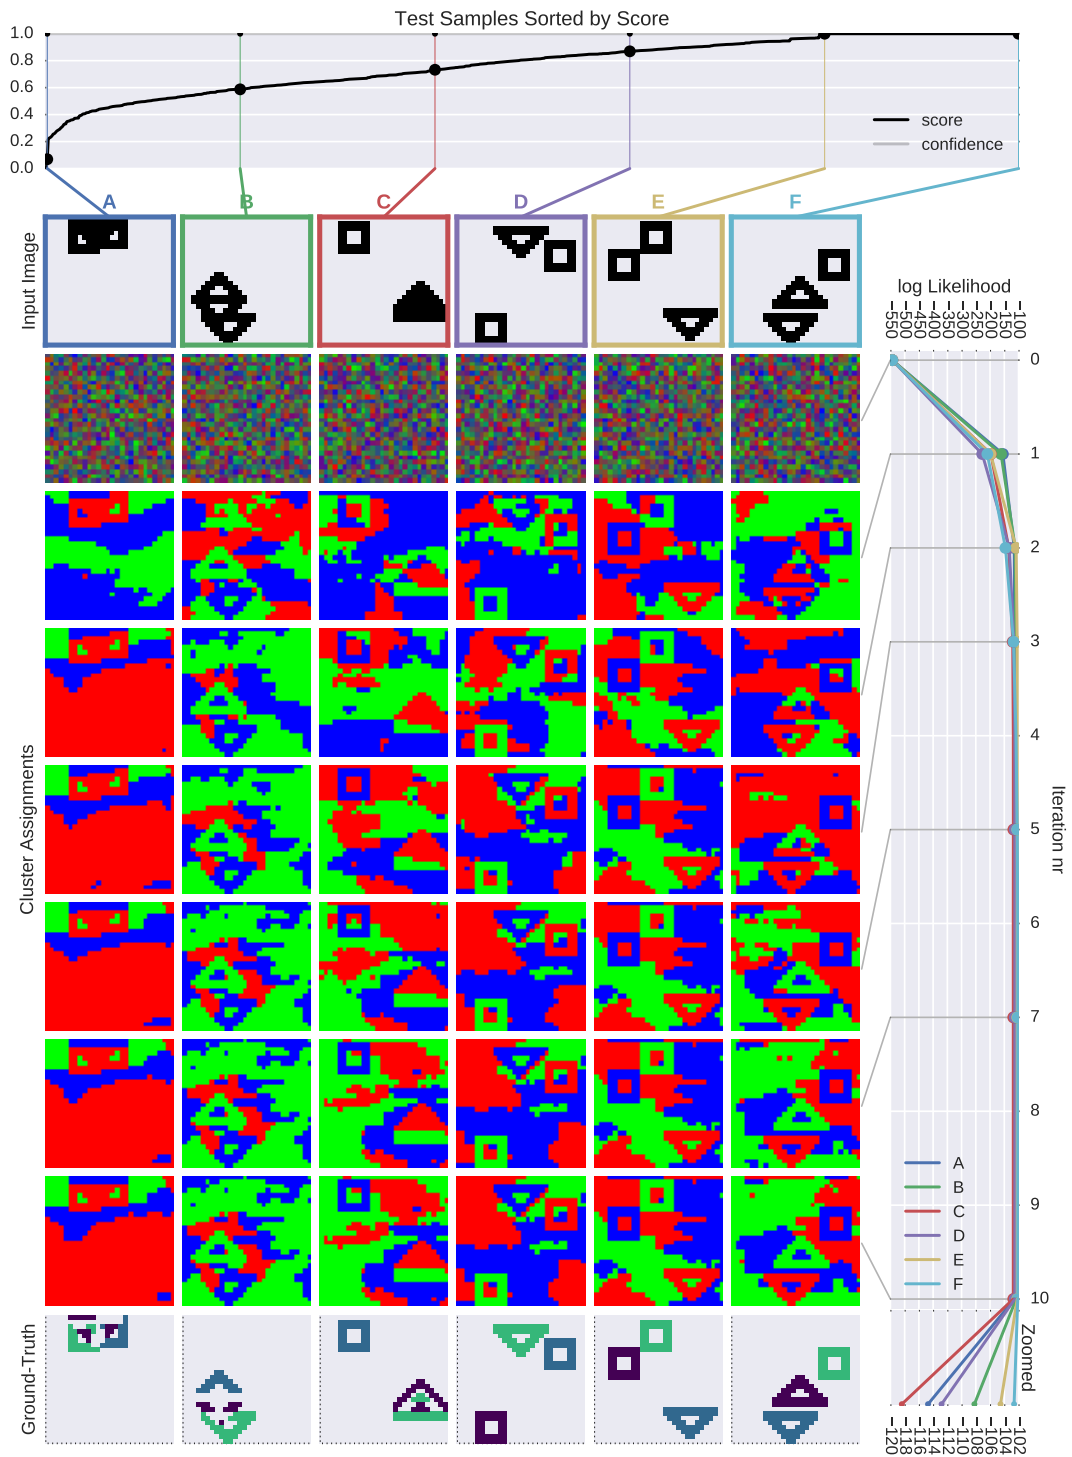 Test Samples Sorted by Score
1.0
0.8
0.6
0.4
0.2
0.0
score
confidence
A B C D E F
Input Image
log Likelihood
-550 -500 -450 -400 -350 -300 -250 -200 -150 -100
0
1
2
3
4
5
6
7
8
9
10
Iteration nr
Cluster Assignments
A
B
C
D
E
F
Ground-Truth
Zoomed
-120 -118 -116 -114 -112 -110 -108 -106 -104 -102